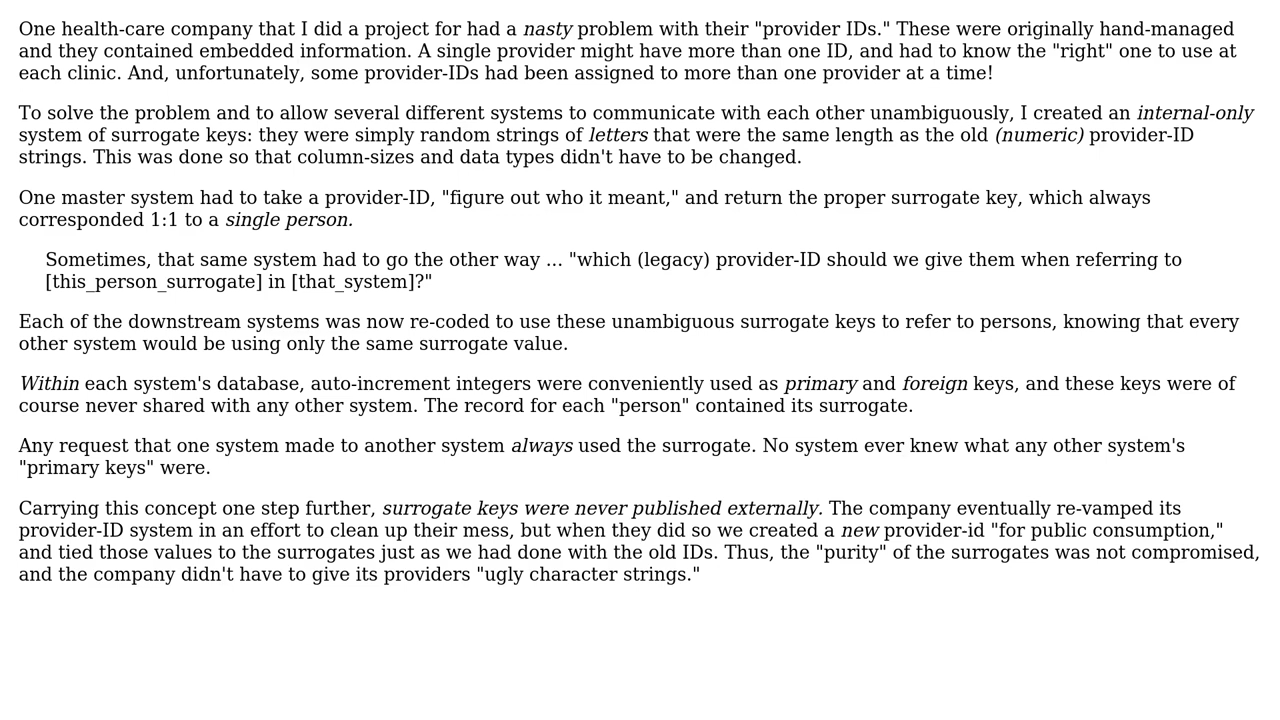 One health-care company that I did a project for had a nasty problem with their "provider IDs." These were originally hand-managed
and they contained embedded information. A single provider might have more than one ID, and had to know the "right" one to use at
each clinic. And, unfortunately, some provider-IDs had been assigned to more than one provider at a time!
To solve the problem and to allow several different systems to communicate with each other unambiguously, I created an internal-only
system of surrogate keys: they were simply random strings of letters that were the same length as the old (numeric) provider-ID
strings. This was done so that column-sizes and data types didn't have to be changed.
One master system had to take a provider-ID, "figure out who it meant," and return the proper surrogate key, which always
corresponded 1:1 to a single person.
Sometimes, that same system had to go the other way ... "which (legacy) provider-ID should we give them when referring to
[this_person_surrogate] in [that_system]?"
Each of the downstream systems was now re-coded to use these unambiguous surrogate keys to refer to persons, knowing that every
other system would be using only the same surrogate value.
Within each system's database, auto-increment integers were conveniently used as primary and foreign keys, and these keys were of
course never shared with any other system. The record for each "person" contained its surrogate.
Any request that one system made to another system always used the surrogate. No system ever knew what any other system's
"primary keys" were.
Carrying this concept one step further, surrogate keys were never published externally. The company eventually re-vamped its
provider-ID system in an effort to clean up their mess, but when they did so we created a new provider-id "for public consumption,"
and tied those values to the surrogates just as we had done with the old IDs. Thus, the "purity" of the surrogates was not compromised,
and the company didn't have to give its providers "ugly character strings."